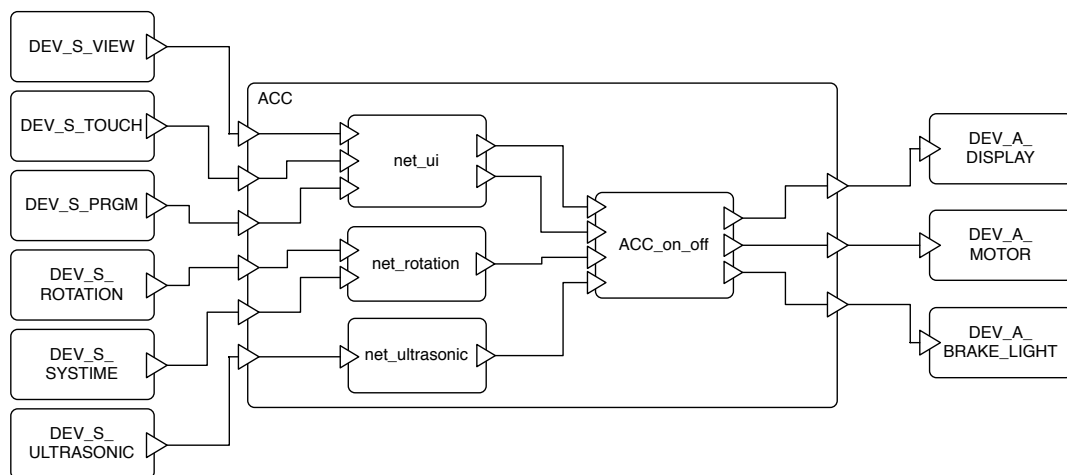 DEV_S_VIEW
DEV_S_TOUCH
DEV_S_PRGM
DEV_S_
ROTATION
DEV_S_
SYSTIME
DEV_S_
ULTRASONIC
ACC
net_ui
net_rotation
net_ultrasonic
ACC_on_off
DEV_A_
DISPLAY
DEV_A_
MOTOR
DEV_A_
BRAKE_LIGHT